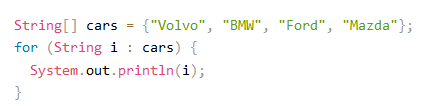 String[] cars = {"Volvo", "BMW", "Ford", "Mazda"};
for (String i : cars) {
  System.out.println(i);
}